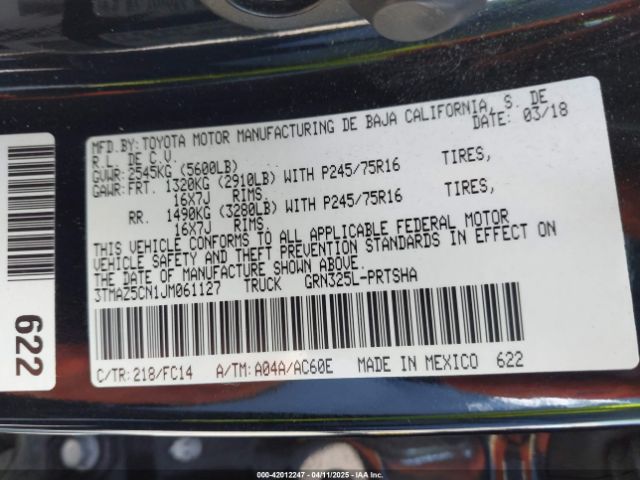 MFD.BY:TOYOTA MOTOR MANUFACTURING DE BAJA CALIFORNIA, S. DE
R.L. DE C.V. DATE: 03/18
GVWR:2545KG (5600LB)
GAWR:FRT. 1320KG (2910LB) WITH P245/75R16 TIRES,
16X7J RIMS.
RR. 1490KG (3280LB) WITH P245/75R16 TIRES,
16X7J RIMS.
THIS VEHICLE CONFORMS TO ALL APPLICABLE FEDERAL MOTOR
VEHICLE SAFETY AND THEFT PREVENTION STANDARDS IN EFFECT ON
THE DATE OF MANUFACTURE SHOWN ABOVE.
3TMAZ5CN1JM061127 TRUCK GRN325L-PRTSHA
C/TR:218/FC14 A/TM:A04A/AC60E MADE IN MEXICO 622
622
000-42012247 - 04/11/2025 - IAAI.COM